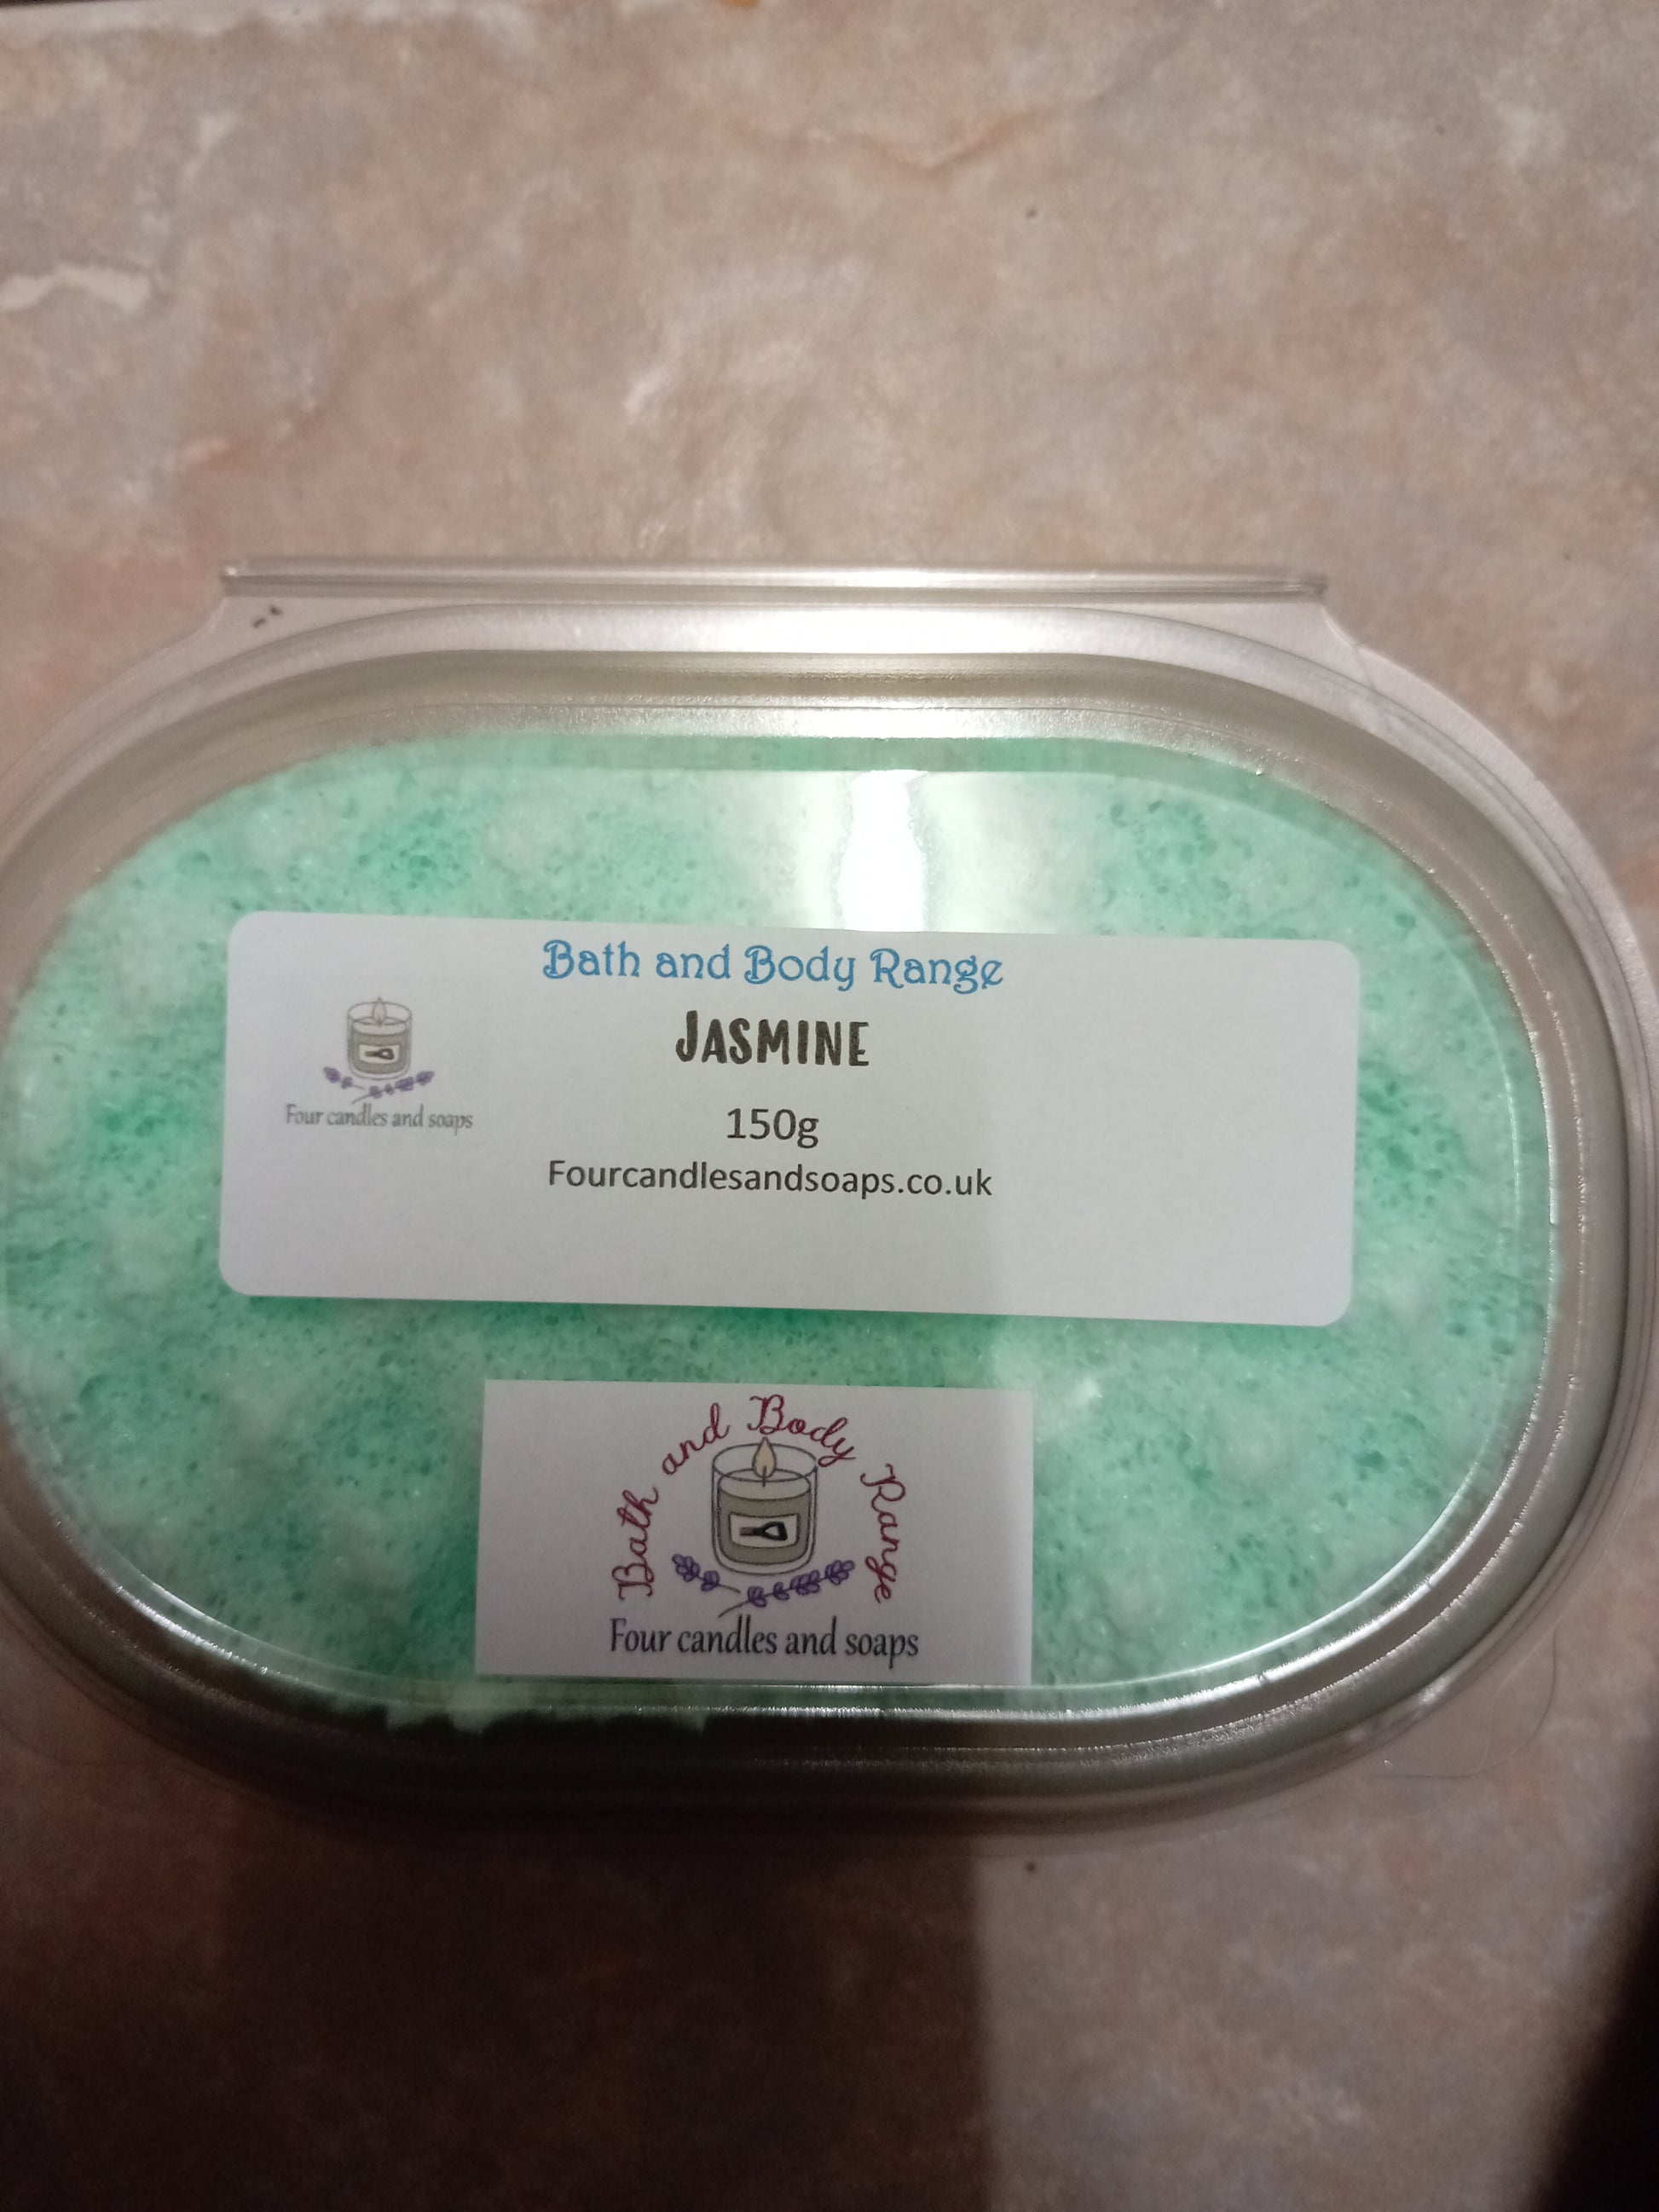 Bath and Body Range
JASMINE
150g
Fourcandlesandsoaps.co.uk
Four candles and soaps
Bath and Body Range
Four candles and soaps